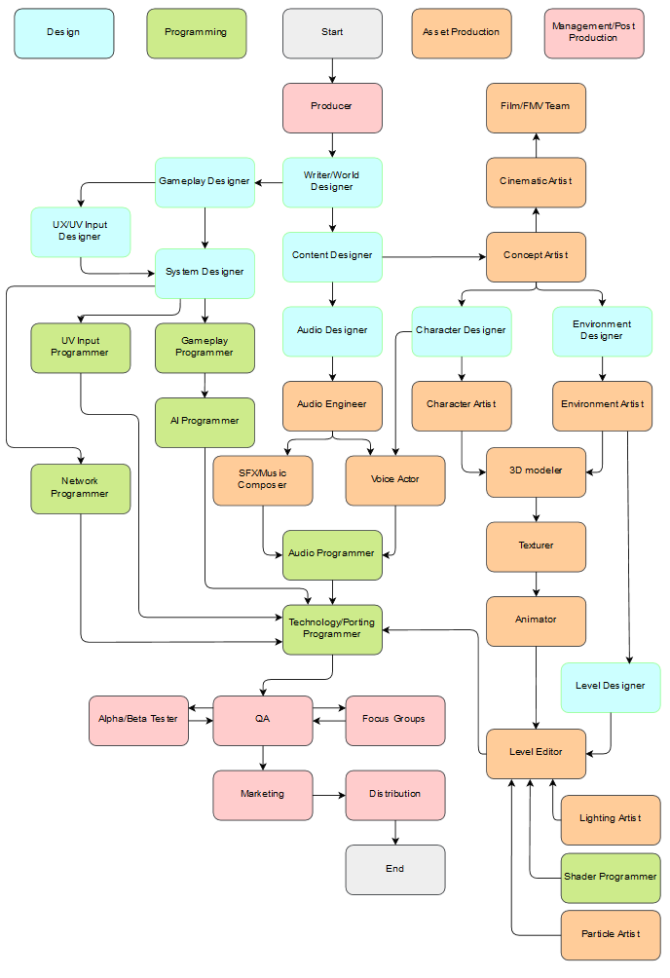 Design
Programming
Start
Asset Production
Management/Post
Production
Producer
Film/FMV Team
Gameplay Designer
Writer/World
Designer
Cinematic Artist
UX/UV Input
Designer
Content Designer
Concept Artist
System Designer
UV Input
Programmer
Gameplay
Programmer
Audio Designer
Character Designer
Environment
Designer
AI Programmer
Audio Engineer
Character Artist
Environment Artist
Network
Programmer
SFX/Music
Composer
Voice Actor
3D modeler
Audio Programmer
Texturer
Technology/Porting
Programmer
Animator
Level Designer
Alpha/Beta Tester
QA
Focus Groups
Level Editor
Marketing
Distribution
Lighting Artist
End
Shader Programmer
Particle Artist